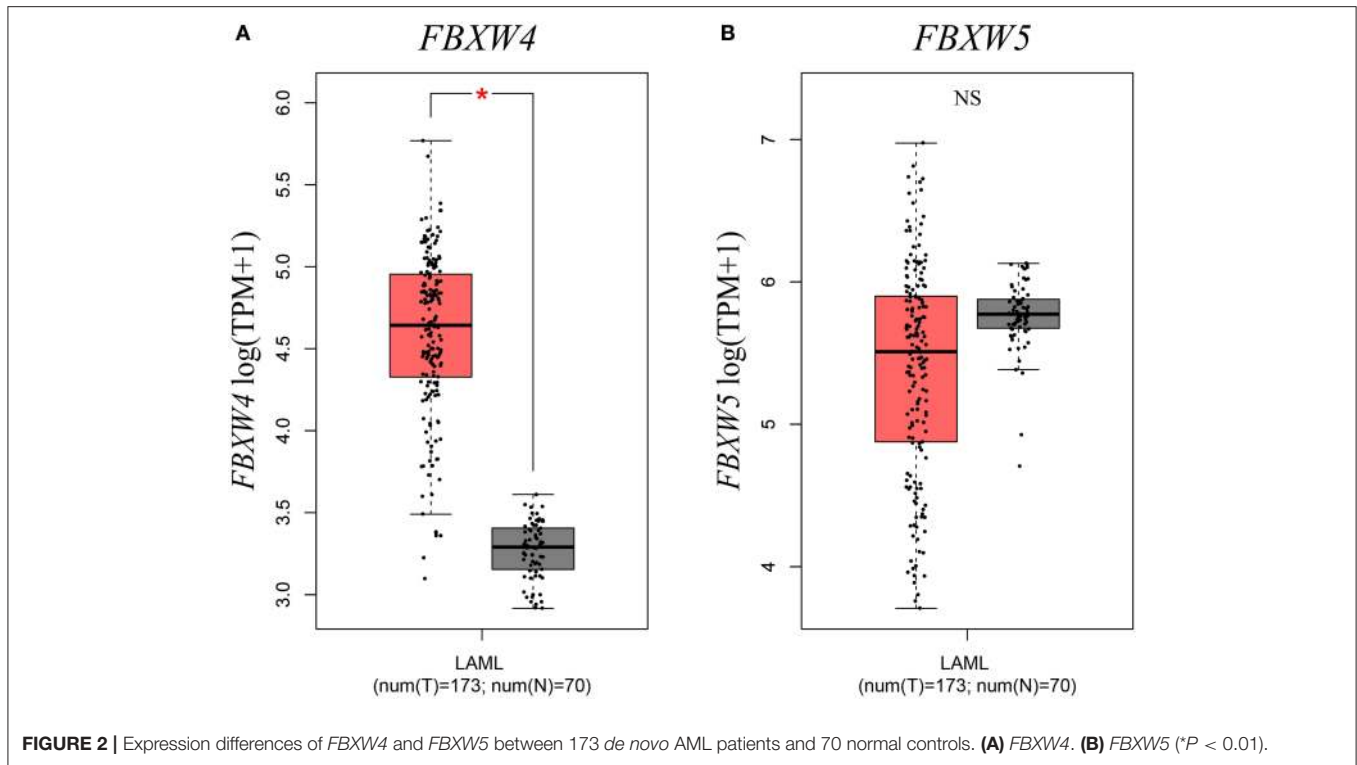 A
FBXW4
FBXW4 log(TPM+1)
6.0
5.5
5.0
4.5
4.0
3.5
3.0
*
LAML
(num(T)=173; num(N)=70)
B
FBXW5
FBXW5 log(TPM+1)
7
6
5
4
NS
LAML
(num(T)=173; num(N)=70)
FIGURE 2 | Expression differences of FBXW4 and FBXW5 between 173 de novo AML patients and 70 normal controls. (A) FBXW4. (B) FBXW5 (*P < 0.01).